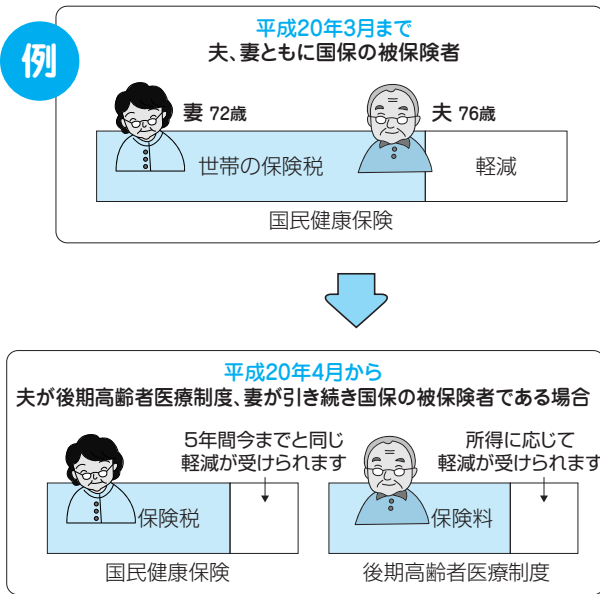 例
平成20年3月まで
夫、妻ともに国保の被保険者
妻 72歳
夫 76歳
世帯の保険税
軽減
国民健康保険
平成20年4月から
夫が後期高齢者医療制度、妻が引き続き国保の被保険者である場合
5年間今までと同じ
軽減が受けられます
所得に応じて
軽減が受けられます
保険税
保険料
国民健康保険
後期高齢者医療制度